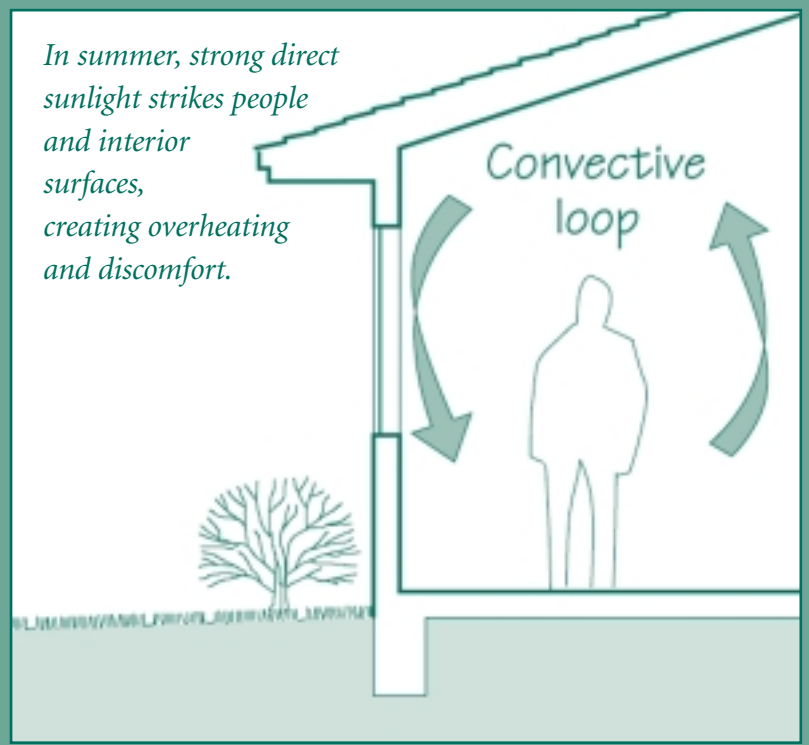 In summer, strong direct
sunlight strikes people
and interior
surfaces,
creating overheating
and discomfort.
Convective
loop